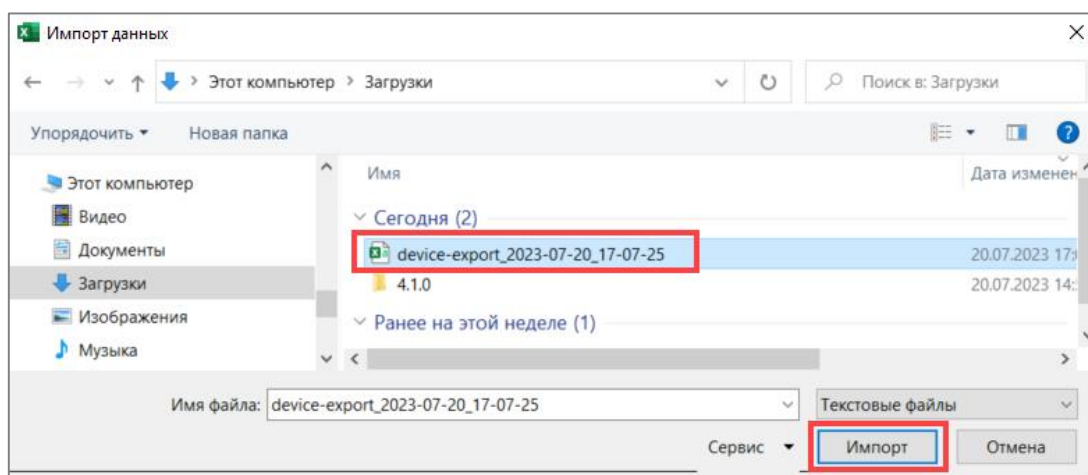 Импорт данных
Этот компьютер > Загрузки
Поиск в: Загрузки
Упорядочить
Новая папка
Имя
Дата изменен
Этот компьютер
Видео
Документы
Загрузки
Изображения
Музыка
Сегодня (2)
device-export_2023-07-20_17-07-25
20.07.2023 17:
4.1.0
20.07.2023 14:
Ранее на этой неделе (1)
Имя файла: device-export_2023-07-20_17-07-25
Текстовые файлы
Сервис
Импорт
Отмена